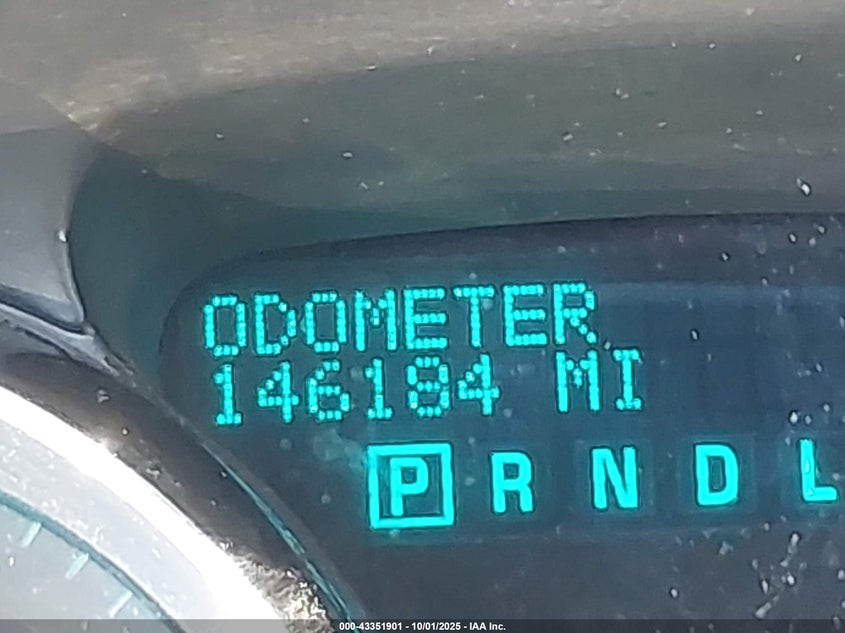 ODOMETER
146184 MI
P R N D L
000-43351901 - 10/01/2025 - IAA Inc.